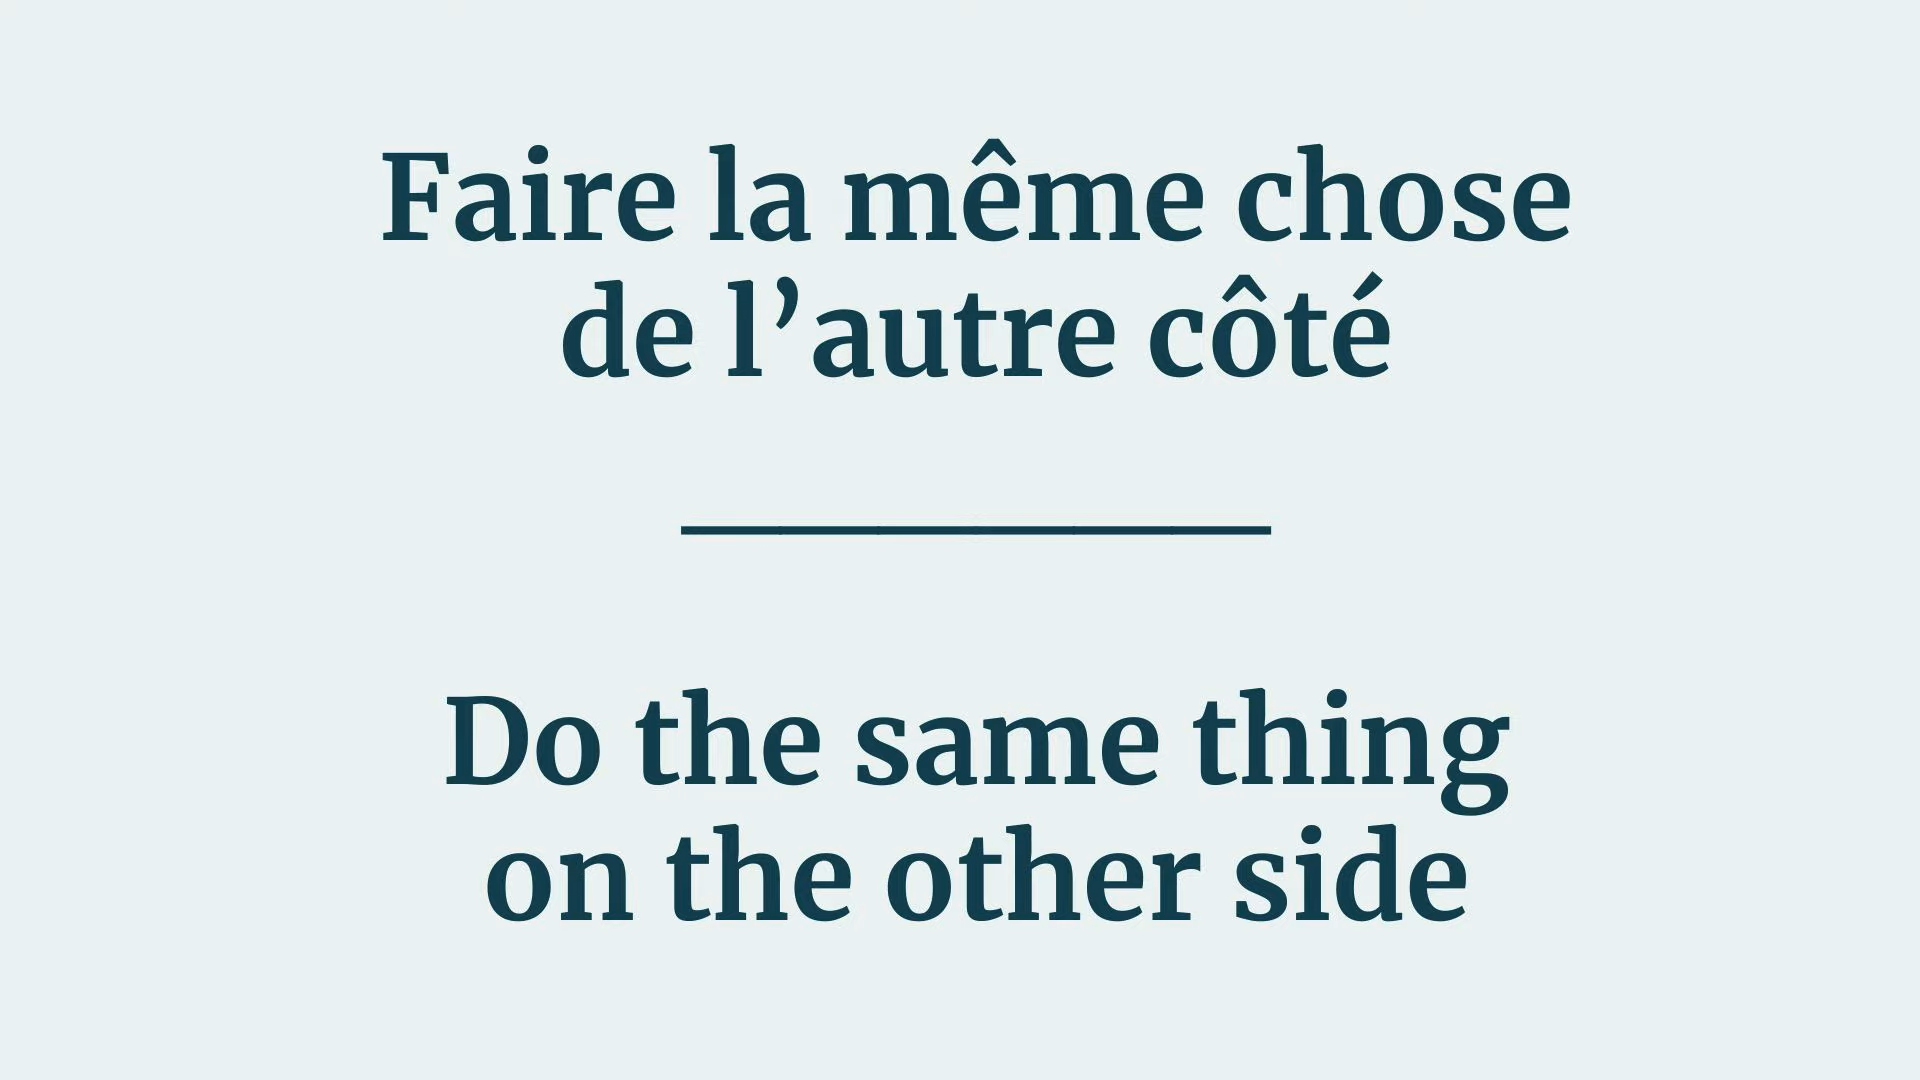 Faire la même chose
de l’autre côté
Do the same thing
on the other side